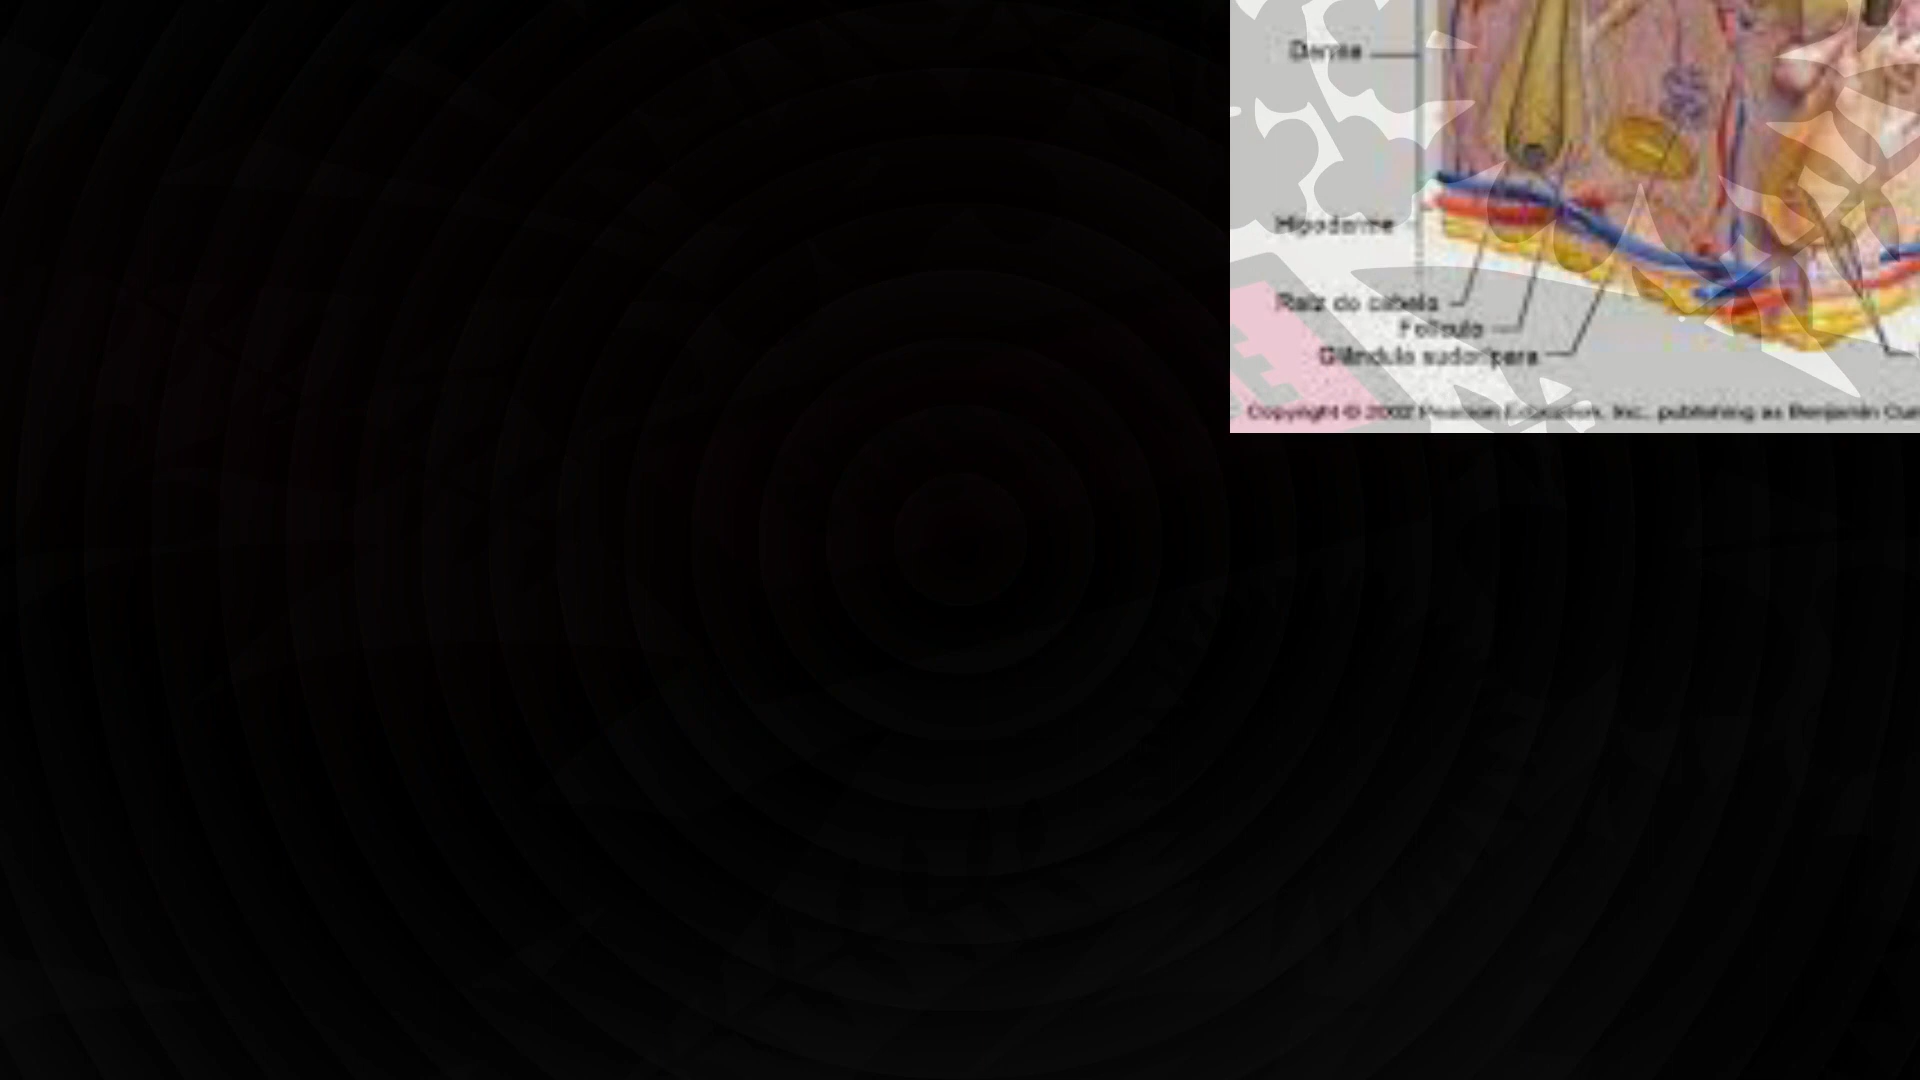 Derme
Hipoderme
Raiz do cabelo
Folículo
Glândula sudorípara
Copyright © 2002 Pearson Education, Inc., publishing as Benjamin